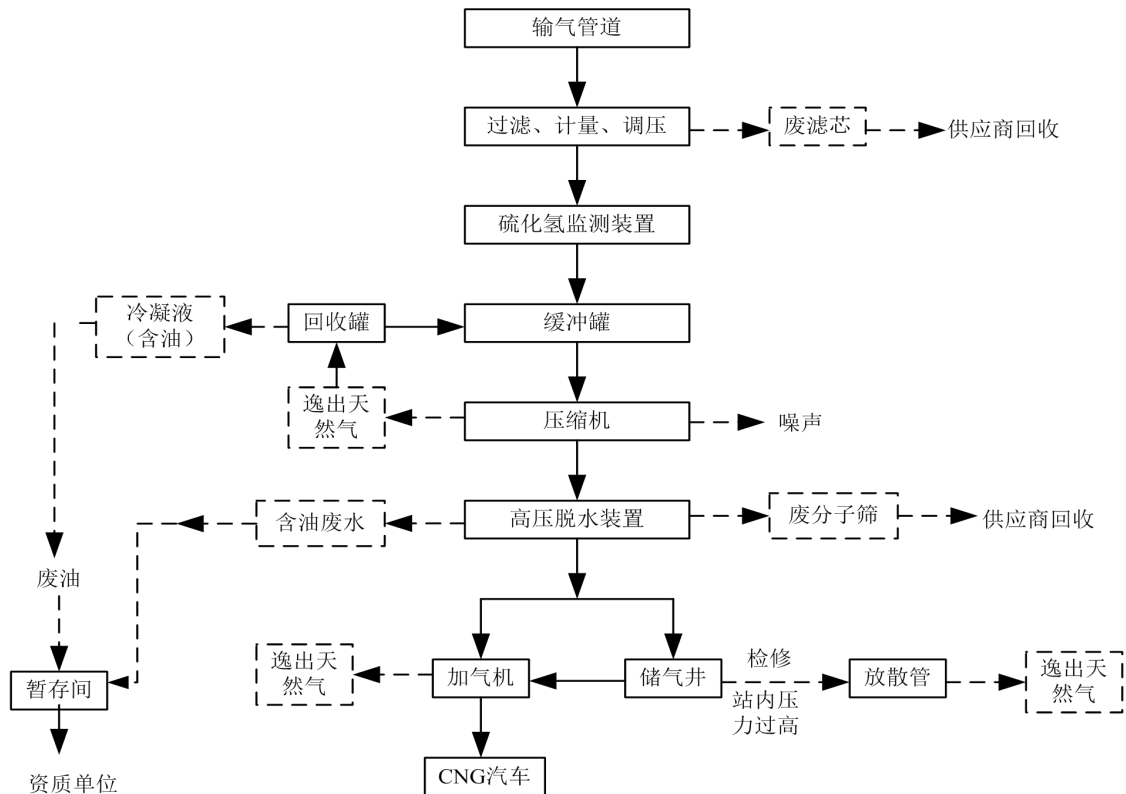 输气管道
过滤、计量、调压
废滤芯
供应商回收
硫化氢监测装置
冷凝液
（含油）
回收罐
缓冲罐
逸出天
然气
压缩机
噪声
含油废水
高压脱水装置
废分子筛
供应商回收
废油
暂存间
逸出天
然气
加气机
储气井
检修
站内压
力过高
放散管
逸出天
然气
资质单位
CNG汽车